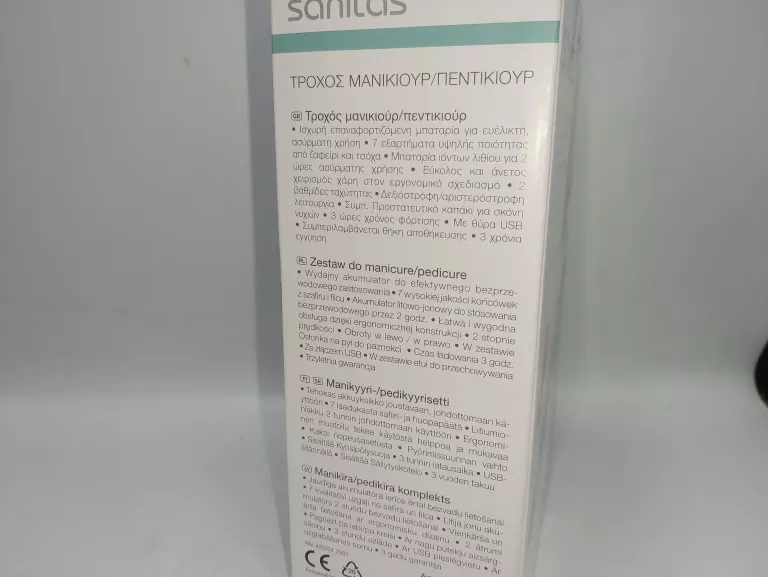 sanitas
ΤΡΟΧΟΣ ΜΑΝΙΚΙΟΥΡ/ΠΕΝΤΙΚΙΟΥΡ
GR Τροχός μανικιούρ/πεντικιούρ
• Ισχυρή επαναφορτιζόμενη μπαταρία για ευέλικτη,
ασύρματη χρήση • 7 εξαρτήματα υψηλής ποιότητας
από ζαφείρι και τσόχα • Μπαταρία ιόντων λιθίου για 2
ώρες ασύρματης χρήσης • Εύκολος και άνετος
χειρισμός χάρη στον εργονομικό σχεδιασμό • 2
βαθμίδες ταχύτητας • Δεξιόστροφη/αριστερόστροφη
λειτουργία • Συμπ. Προστατευτικό καπάκι για σκόνη
νυχιών • 3 ώρες χρόνος φόρτισης • Με θύρα USB
• Συμπεριλαμβάνεται θήκη αποθήκευσης • 3 χρόνια
εγγύηση
PL Zestaw do manicure/pedicure
• Wydajny akumulator do efektywnego bezprze-
wodowego zastosowania • 7 wysokiej jakości końcówek
z szafiru i filcu • Akumulator litowo-jonowy do stosowania
bezprzewodowego przez 2 godz. • Łatwa i wygodna
obsługa dzięki ergonomicznej konstrukcji • 2 stopnie
prędkości • Obroty w lewo / w prawo • W zestawie
Osłonka na pył do paznokci • Czas ładowania 3 godz.
• Ze złączem USB • W zestawie etui do przechowywania
• Trzyletnia gwarancja
Manikyyri-/pedikyyrisetti
• Tehokas akkuyksikkö joustavaan, johdottomaan kä-
yttöön • 7 laadukasta safiiri- ja huopapäätä • Litiumio-
niakku 2 tunnin johdottomaan käyttöön • Ergonomi-
nen muotoilu tekee käytöstä helppoa ja mukavaa
• Kaksi nopeusasetusta • Pyörimissuunnan vaihto
• Sisältää Kynsipölysuoja • 3 tunnin latausaika • USB-
liitännällä • Sisältää Säilytyskotelo • 3 vuoden takuu
Manikīra/pedikīra komplekts
• Jaudīga akumulatora ierīce ērtai bezvadu lietošanai
• 7 kvalitatīvi uzgaļi no safīra un filca • Litija jonu aku-
mulators 2 stundu bezvadu lietošanai • Vienkārša un
ērta lietošana ar ergonomisku dizainu • 2 ātrumi
• Pagriezt pa labi/pa kreisi • Ar nagu putekļu aizsarg-
vāciņu • 3 stundu uzlāde • Ar USB pieslēgvietu • Ar
uzglabāšanas somu • 3 gadu garantija
CE
20